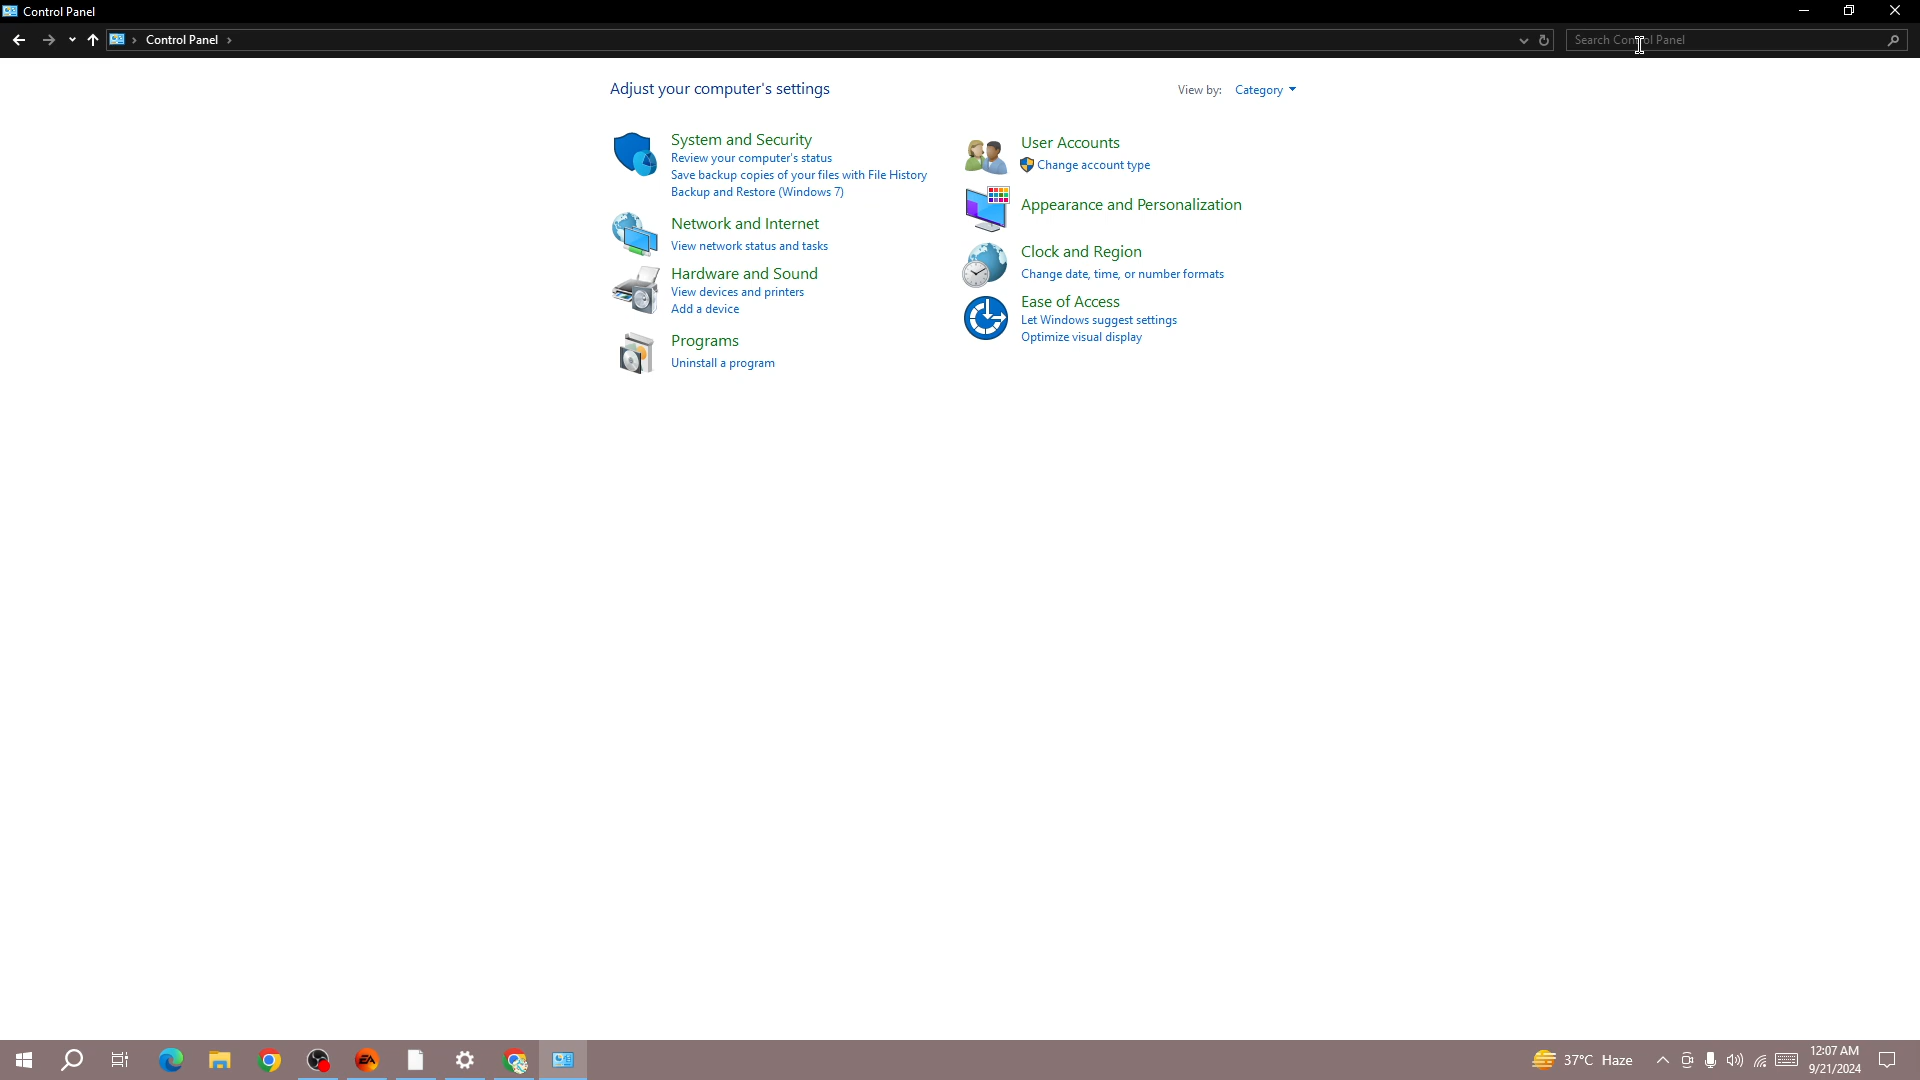 Control Panel
Control Panel
Search Control Panel
Adjust your computer's settings
View by: Category
System and Security
Review your computer's status
Save backup copies of your files with File History
Backup and Restore (Windows 7)
Network and Internet
View network status and tasks
Hardware and Sound
View devices and printers
Add a device
Programs
Uninstall a program
User Accounts
Change account type
Appearance and Personalization
Clock and Region
Change date, time, or number formats
Ease of Access
Let Windows suggest settings
Optimize visual display
EA
37°C Haze
12:07 AM
9/21/2024